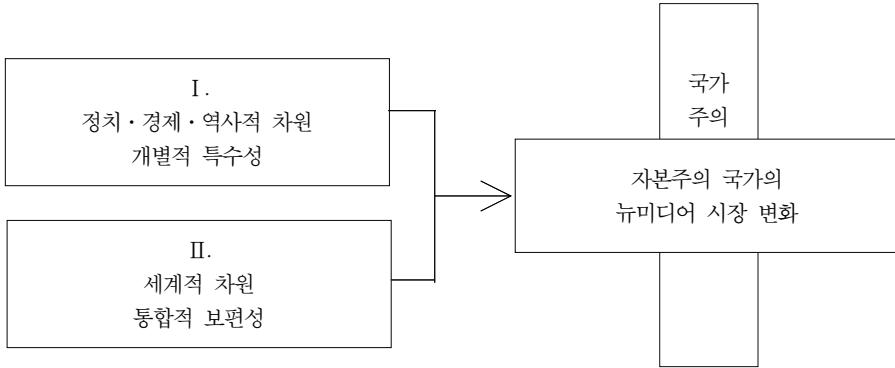 Ⅰ.
정치·경제·역사적 차원
개별적 특수성
Ⅱ.
세계적 차원
통합적 보편성
국가
주의
자본주의 국가의
뉴미디어 시장 변화